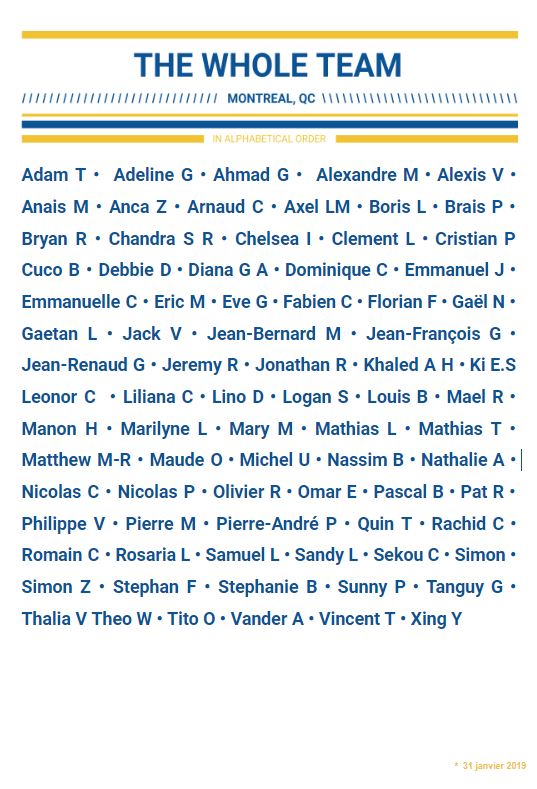 THE WHOLE TEAM
MONTREAL, QC
IN ALPHABETICAL ORDER
Adam T • Adeline G • Ahmad G • Alexandre M • Alexis V •
Anais M • Anca Z • Arnaud C • Axel LM • Boris L • Brais P •
Bryan R • Chandra S R • Chelsea I • Clement L • Cristian P
Cuco B • Debbie D • Diana G A • Dominique C • Emmanuel J •
Emmanuelle C • Eric M • Eve G • Fabien C • Florian F • Gaël N •
Gaetan L • Jack V • Jean-Bernard M • Jean-François G •
Jean-Renaud G • Jeremy R • Jonathan R • Khaled A H • Ki E.S
Leonor C • Liliana C • Lino D • Logan S • Louis B • Mael R •
Manon H • Marilyne L • Mary M • Mathias L • Mathias T •
Matthew M-R • Maude O • Michel U • Nassim B • Nathalie A •
Nicolas C • Nicolas P • Olivier R • Omar E • Pascal B • Pat R •
Philippe V • Pierre M • Pierre-André P • Quin T • Rachid C •
Romain C • Rosaria L • Samuel L • Sandy L • Sekou C • Simon •
Simon Z • Stephan F • Stephanie B • Sunny P • Tanguy G •
Thalia V Theo W • Tito O • Vander A • Vincent T • Xing Y
* 31 janvier 2019